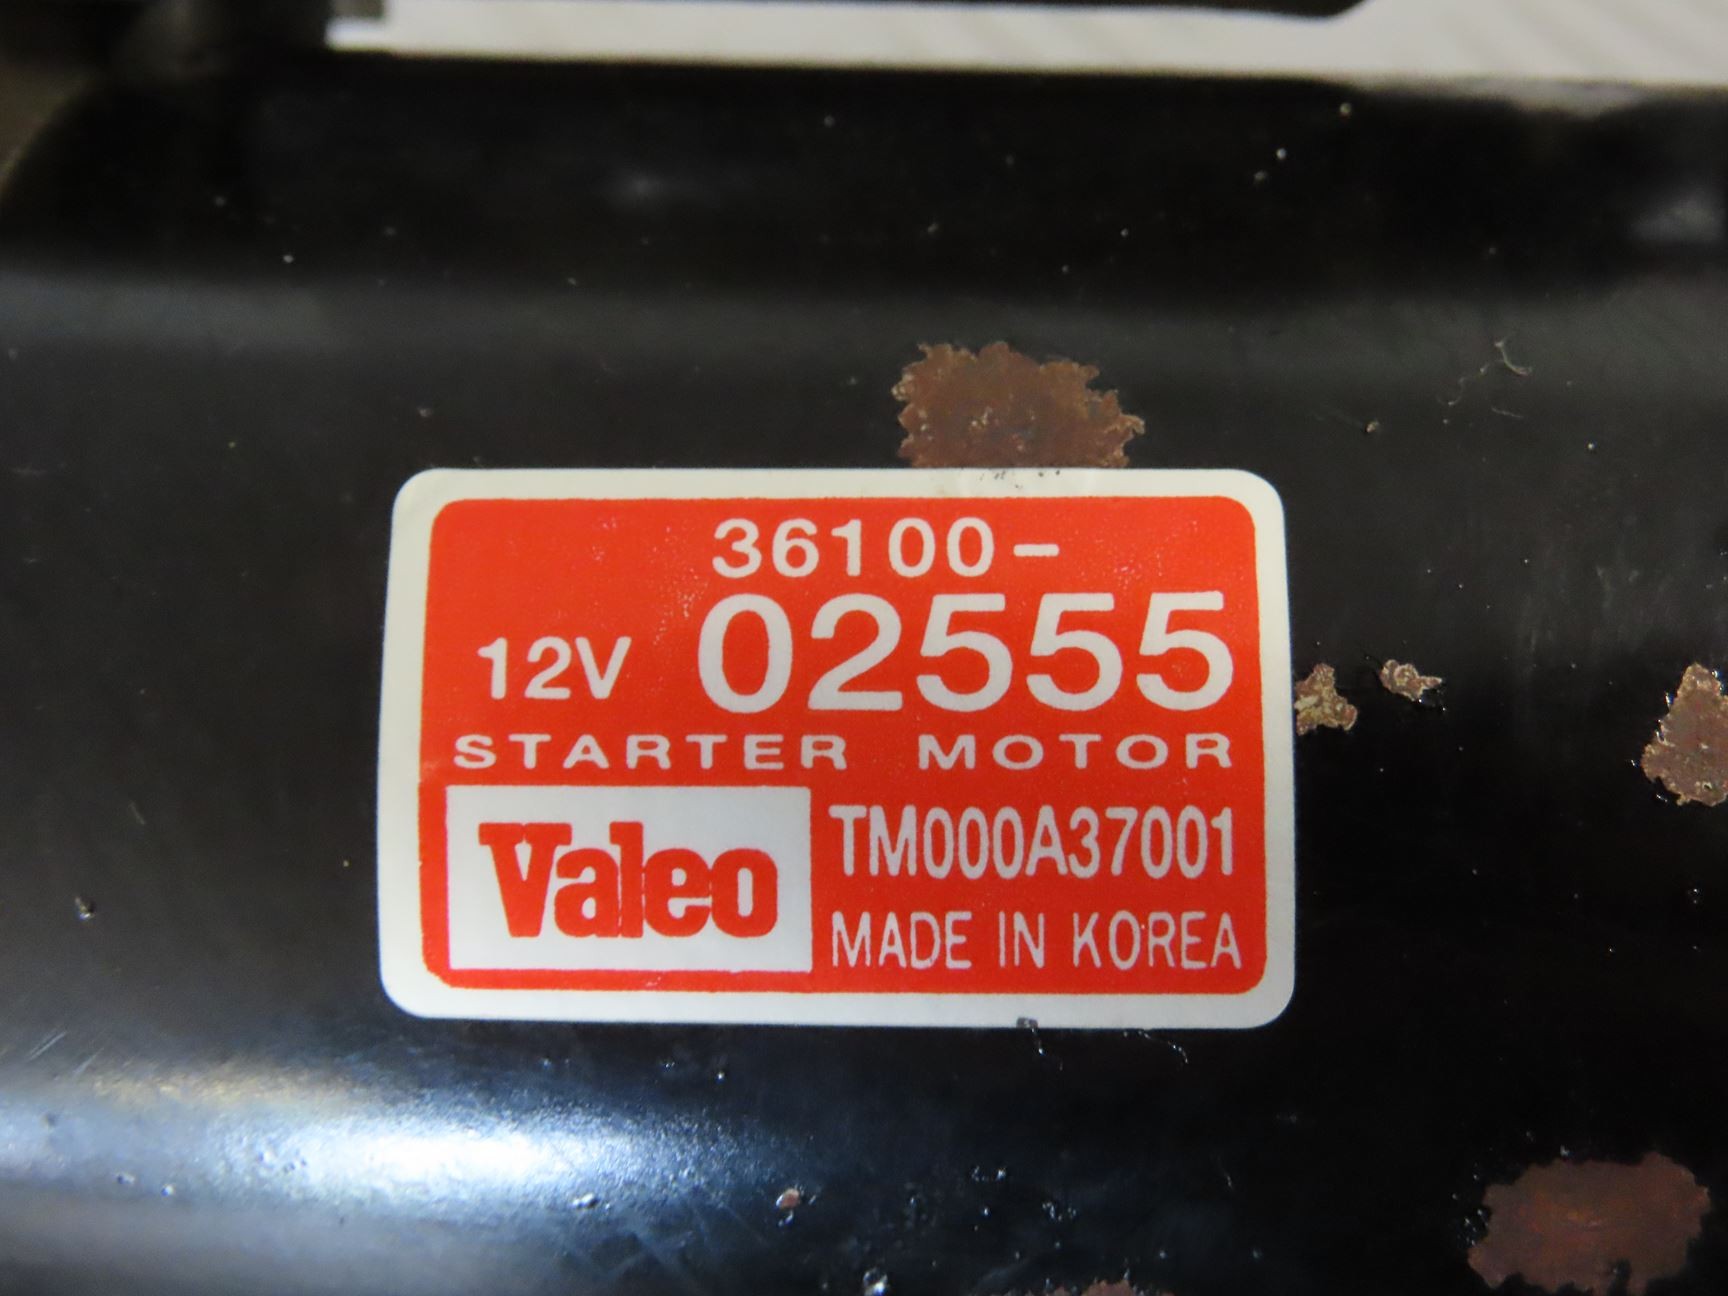 36100-
12V 02555
STARTER MOTOR
Valeo
TM000A37001
MADE IN KOREA